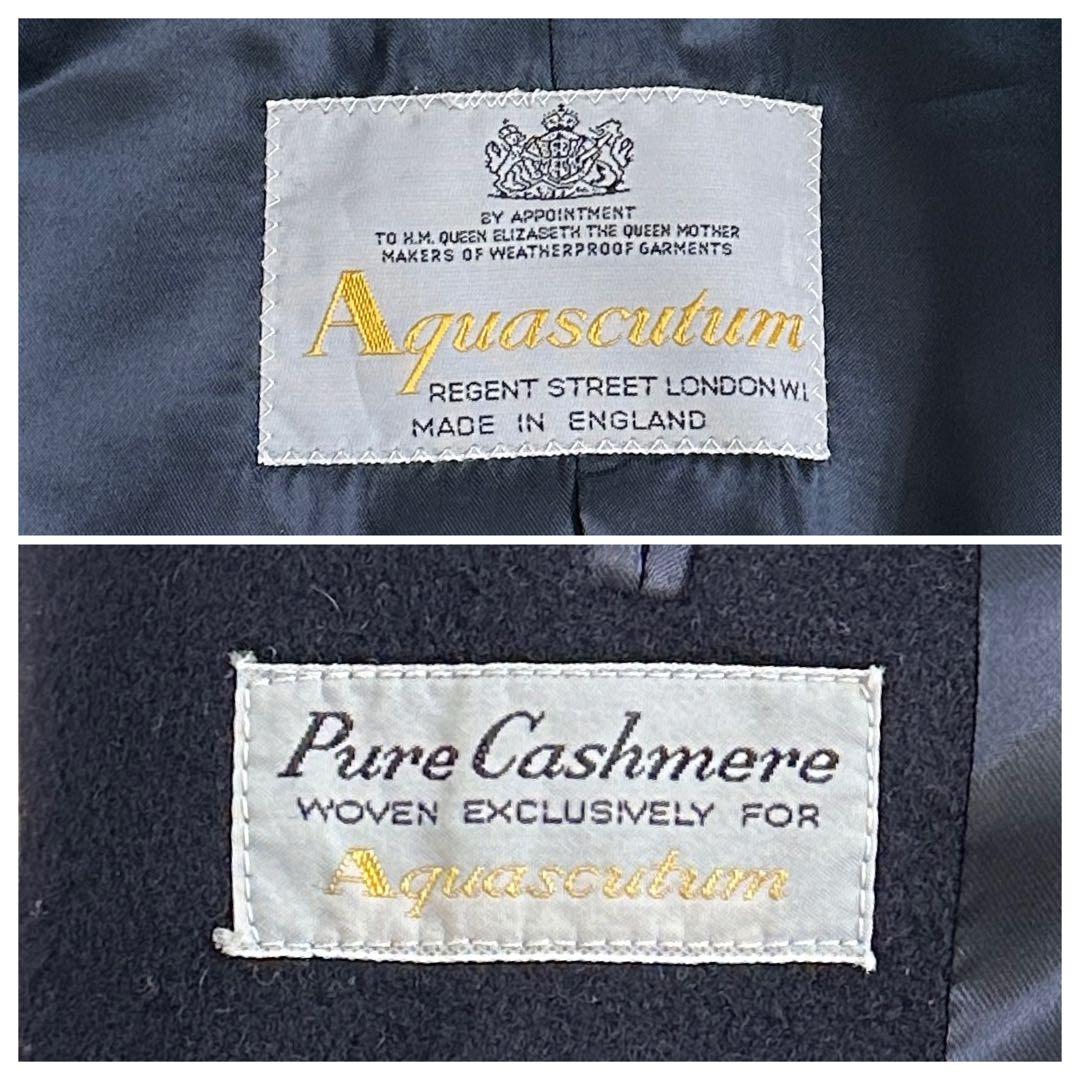 BY APPOINTMENT
TO H.M. QUEEN ELIZABETH THE QUEEN MOTHER
MAKERS OF WEATHERPROOF GARMENTS
Aquascutum
REGENT STREET LONDON W.1.
MADE IN ENGLAND
Pure Cashmere
WOVEN EXCLUSIVELY FOR
Aquascutum